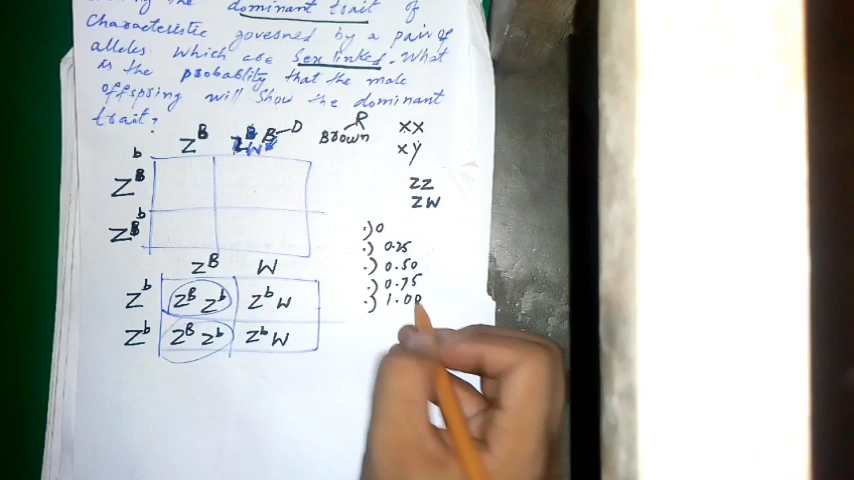 the dominant trait of
Characteristic governed by a pair of
alleles which are Sex linked. What
is the probablity that the male
offspring will show the dominant
trait?
Z^B B-D Brown R XX
XY
b
Z^B
ZZ
ZW
Z b
·) 0
·) 0.25
·) 0.50
·) 0.75
·) 1.00
Z^B W
Z^b Z^B Z^b Z^b W
Z^b Z^B Z^b Z^b W